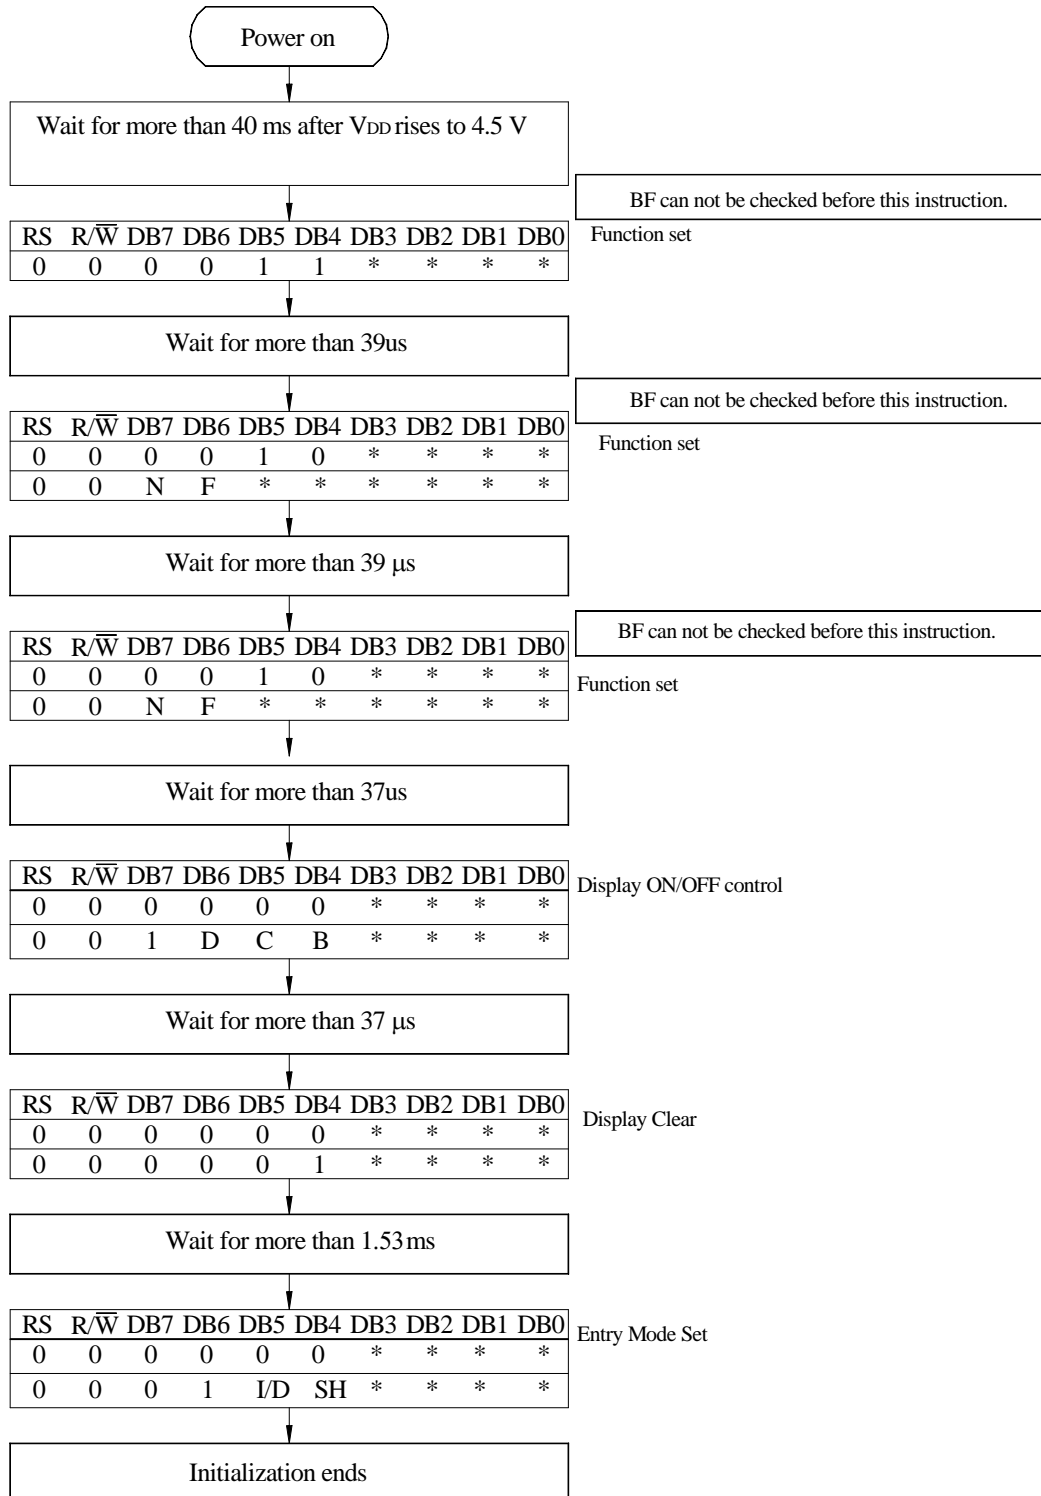 Power on
Wait for more than 40 ms after VDD rises to 4.5 V
BF can not be checked before this instruction.
RS R/W̅ DB7 DB6 DB5 DB4 DB3 DB2 DB1 DB0
Function set
0 0 0 0 1 1 * * * *
Wait for more than 39us
BF can not be checked before this instruction.
RS R/W̅ DB7 DB6 DB5 DB4 DB3 DB2 DB1 DB0
Function set
0 0 0 0 1 0 * * * *
0 0 N F * * * * * *
Wait for more than 39 μs
BF can not be checked before this instruction.
RS R/W̅ DB7 DB6 DB5 DB4 DB3 DB2 DB1 DB0
0 0 0 0 1 0 * * * *
Function set
0 0 N F * * * * * *
Wait for more than 37us
RS R/W̅ DB7 DB6 DB5 DB4 DB3 DB2 DB1 DB0
Display ON/OFF control
0 0 0 0 0 0 * * * *
0 0 1 D C B * * * *
Wait for more than 37 μs
RS R/W̅ DB7 DB6 DB5 DB4 DB3 DB2 DB1 DB0
Display Clear
0 0 0 0 0 0 * * * *
0 0 0 0 0 1 * * * *
Wait for more than 1.53ms
RS R/W̅ DB7 DB6 DB5 DB4 DB3 DB2 DB1 DB0
Entry Mode Set
0 0 0 0 0 0 * * * *
0 0 0 1 I/D SH * * * *
Initialization ends